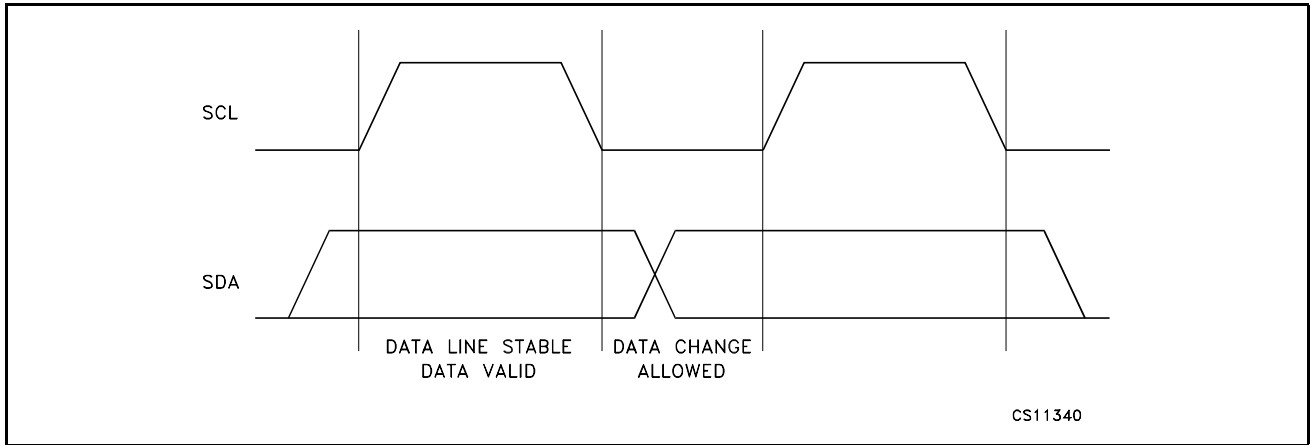 SCL
SDA
DATA LINE STABLE
DATA VALID
DATA CHANGE
ALLOWED
CS11340